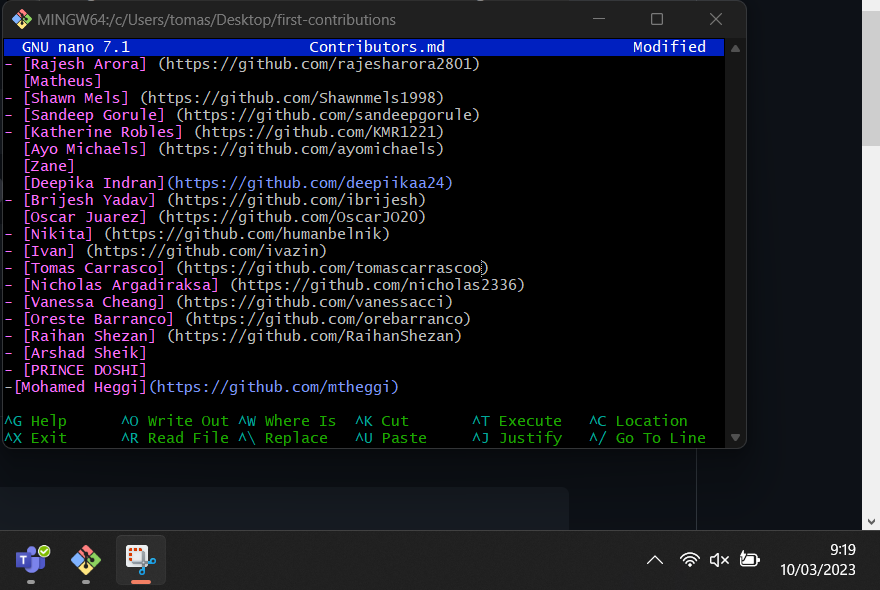 MINGW64:/c/Users/tomas/Desktop/first-contributions
GNU nano 7.1 Contributors.md Modified
- [Rajesh Arora] (https://github.com/rajesharora2801)
[Matheus]
- [Shawn Mels] (https://github.com/Shawnmels1998)
- [Sandeep Gorule] (https://github.com/sandeepgorule)
- [Katherine Robles] (https://github.com/KMR1221)
[Ayo Michaels] (https://github.com/ayomichaels)
[Zane]
[Deepika Indran](https://github.com/deepiikaa24)
- [Brijesh Yadav] (https://github.com/ibrijesh)
[Oscar Juarez] (https://github.com/OscarJO20)
- [Nikita] (https://github.com/humanbelnik)
- [Ivan] (https://github.com/ivazin)
- [Tomas Carrasco] (https://github.com/tomascarrascoo)
- [Nicholas Argadiraksa] (https://github.com/nicholas2336)
- [Vanessa Cheang] (https://github.com/vanessacci)
- [Oreste Barranco] (https://github.com/orebarranco)
- [Raihan Shezan] (https://github.com/RaihanShezan)
- [Arshad Sheik]
- [PRINCE DOSHI]
-[Mohamed Heggi](https://github.com/mtheggi)
^G Help ^O Write Out ^W Where Is ^K Cut ^T Execute ^C Location
^X Exit ^R Read File ^\ Replace ^U Paste ^J Justify ^/ Go To Line
T
9:19
10/03/2023